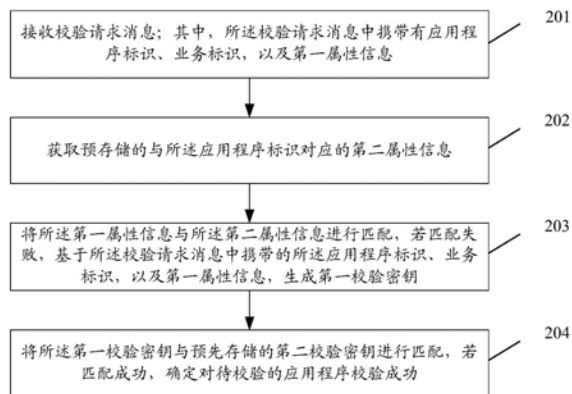 接收校验请求消息；其中，所述校验请求消息中携带有应用程
序标识、业务标识，以及第一属性信息
201
获取预存储的与所述应用程序标识对应的第二属性信息
202
将所述第一属性信息与所述第二属性信息进行匹配，若匹配失
败，基于所述校验请求消息中携带的所述应用程序标识、业务
标识，以及第一属性信息，生成第一校验密钥
203
将所述第一校验密钥与预先存储的第二校验密钥进行匹配，若
匹配成功，确定对待校验的应用程序校验成功
204